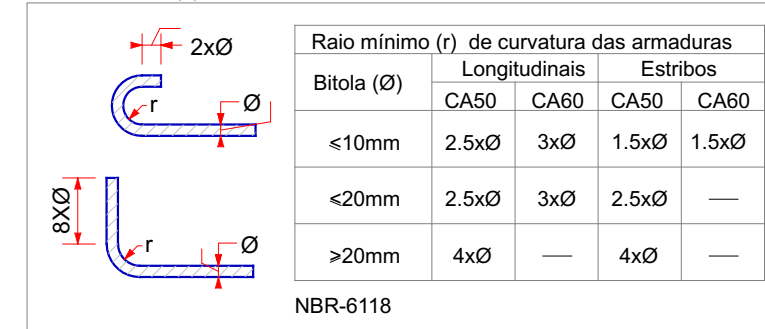 2xØ
r
Ø
8XØ
r
Ø
Raio mínimo (r) de curvatura das armaduras
Bitola (Ø) Longitudinais Estribos
CA50 CA60 CA50 CA60
≤10mm 2.5xØ 3xØ 1.5xØ 1.5xØ
≤20mm 2.5xØ 3xØ 2.5xØ —
≥20mm 4xØ — 4xØ —
NBR-6118